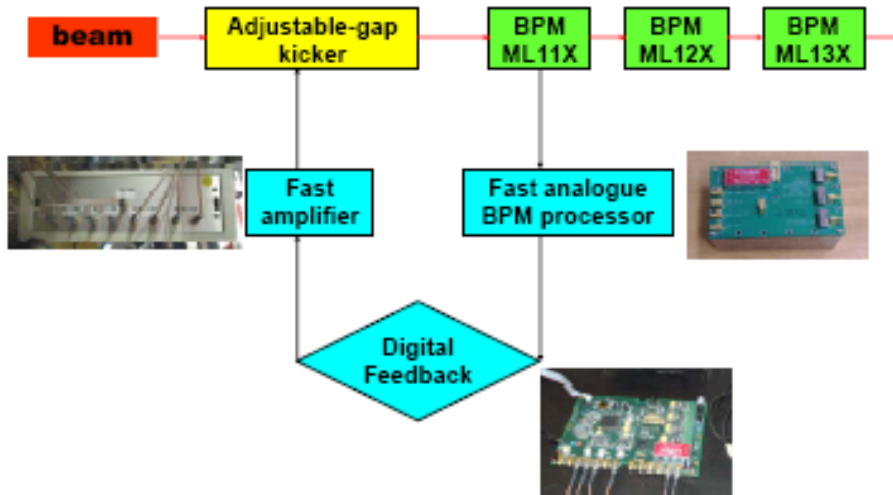 beam
Adjustable-gap
kicker
BPM
ML11X
BPM
ML12X
BPM
ML13X
Fast
amplifier
Fast analogue
BPM processor
Digital
Feedback